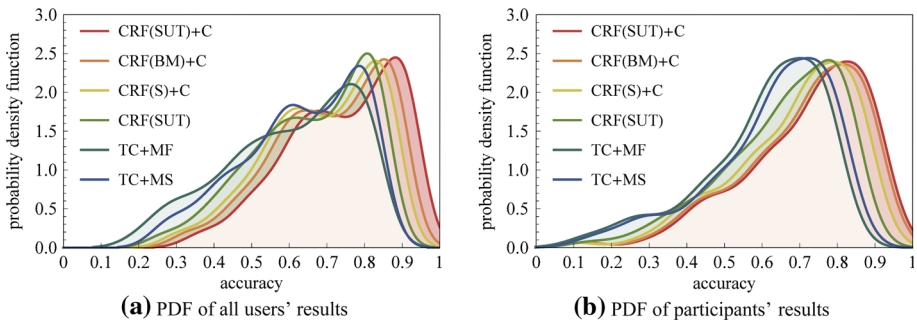 3.0
2.5
2.0
1.5
1.0
0.5
0.0
probability density function
CRF(SUT)+C
CRF(BM)+C
CRF(S)+C
CRF(SUT)
TC+MF
TC+MS
0 0.1 0.2 0.3 0.4 0.5 0.6 0.7 0.8 0.9 1
accuracy
(a) PDF of all users' results
3.0
2.5
2.0
1.5
1.0
0.5
0.0
probability density function
CRF(SUT)+C
CRF(BM)+C
CRF(S)+C
CRF(SUT)
TC+MF
TC+MS
0 0.1 0.2 0.3 0.4 0.5 0.6 0.7 0.8 0.9 1
accuracy
(b) PDF of participants' results